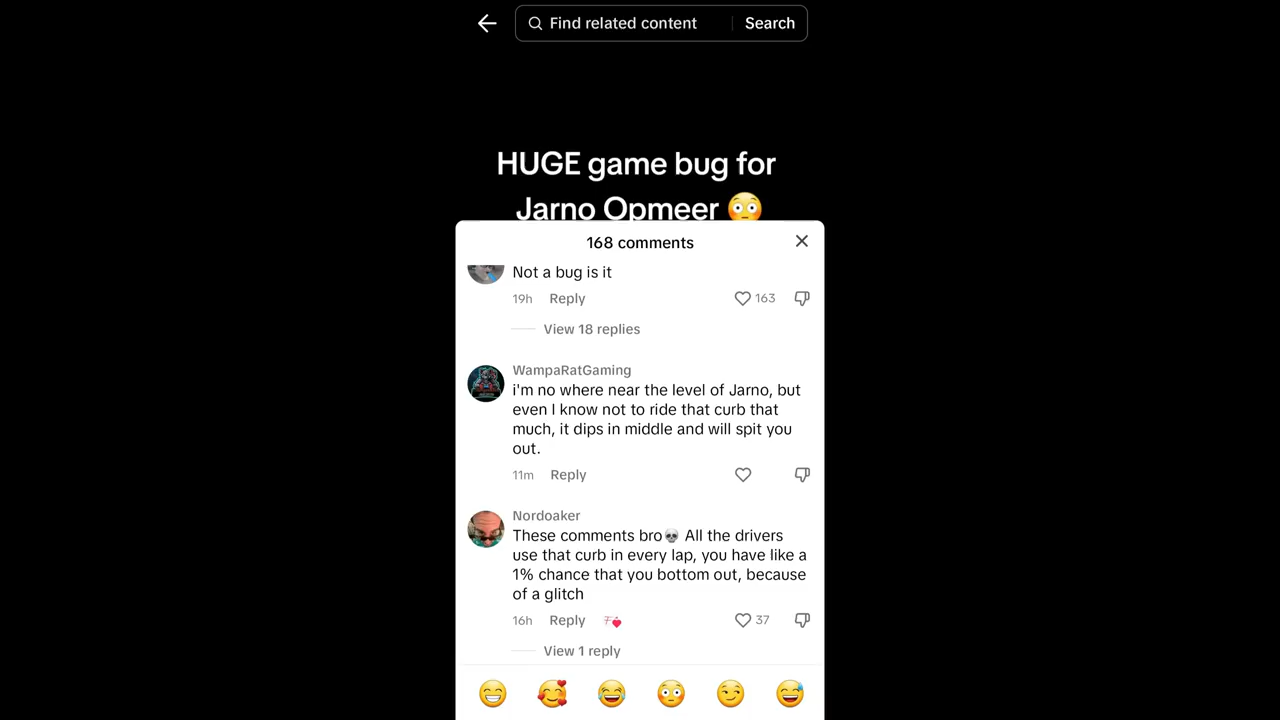 Find related content
Search
HUGE game bug for
Jarno Opmeer 😳
168 comments
Not a bug is it
19h Reply 163
View 18 replies
WampaRatGaming
i'm no where near the level of Jarno, but
even I know not to ride that curb that
much, it dips in middle and will spit you
out.
11m Reply
Nordoaker
These comments bro💀 All the drivers
use that curb in every lap, you have like a
1% chance that you bottom out, because
of a glitch
16h Reply 37
View 1 reply